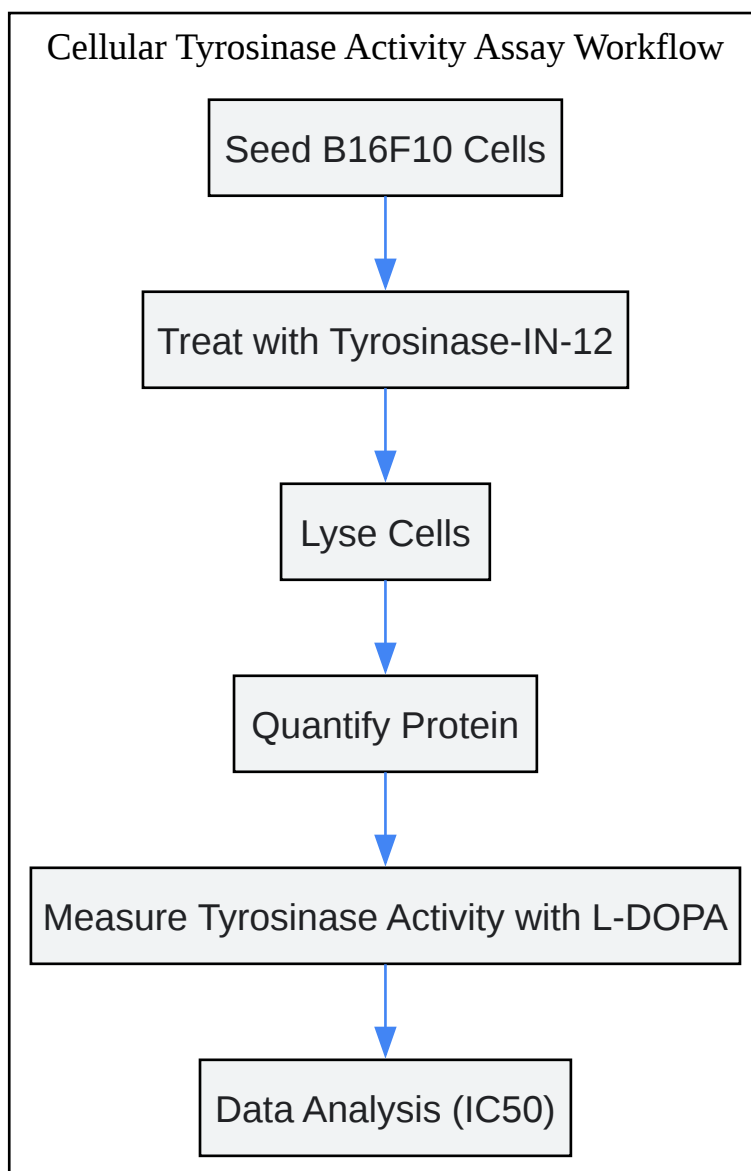 Cellular Tyrosinase Activity Assay Workflow
Seed B16F10 Cells
Treat with Tyrosinase-IN-12
Lyse Cells
Quantify Protein
Measure Tyrosinase Activity with L-DOPA
Data Analysis (IC50)